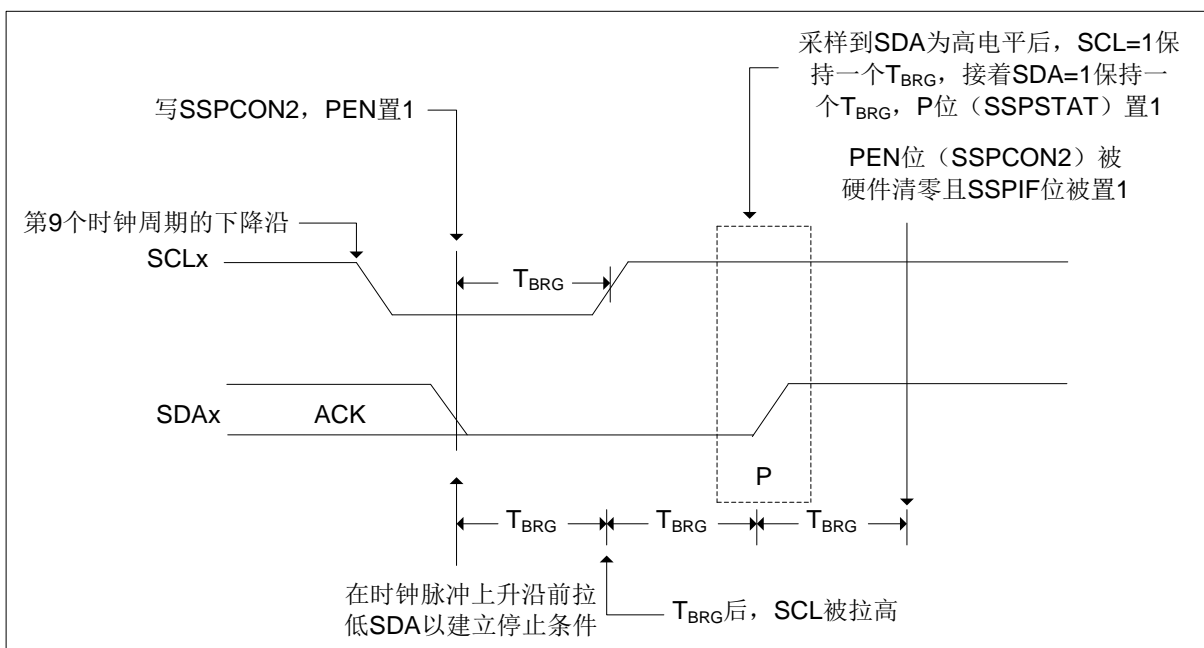 采样到SDA为高电平后，SCL=1保
持一个TBRG，接着SDA=1保持一
个TBRG，P位（SSPSTAT）置1
写SSPCON2，PEN置1
PEN位（SSPCON2）被
硬件清零且SSPIF位被置1
第9个时钟周期的下降沿
SCLx
TBRG
SDAx
ACK
P
TBRG
TBRG
TBRG
在时钟脉冲上升沿前拉
低SDA以建立停止条件
TBRG后，SCL被拉高